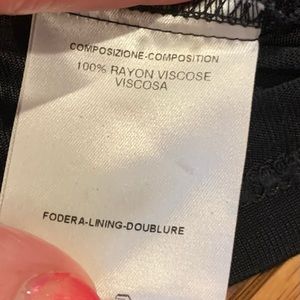 COMPOSIZIONE-COMPOSITION
100% RAYON VISCOSE
VISCOSA
FODERA-LINING-DOUBLURE